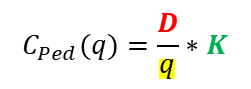 C_Ped (q) = D/q * K